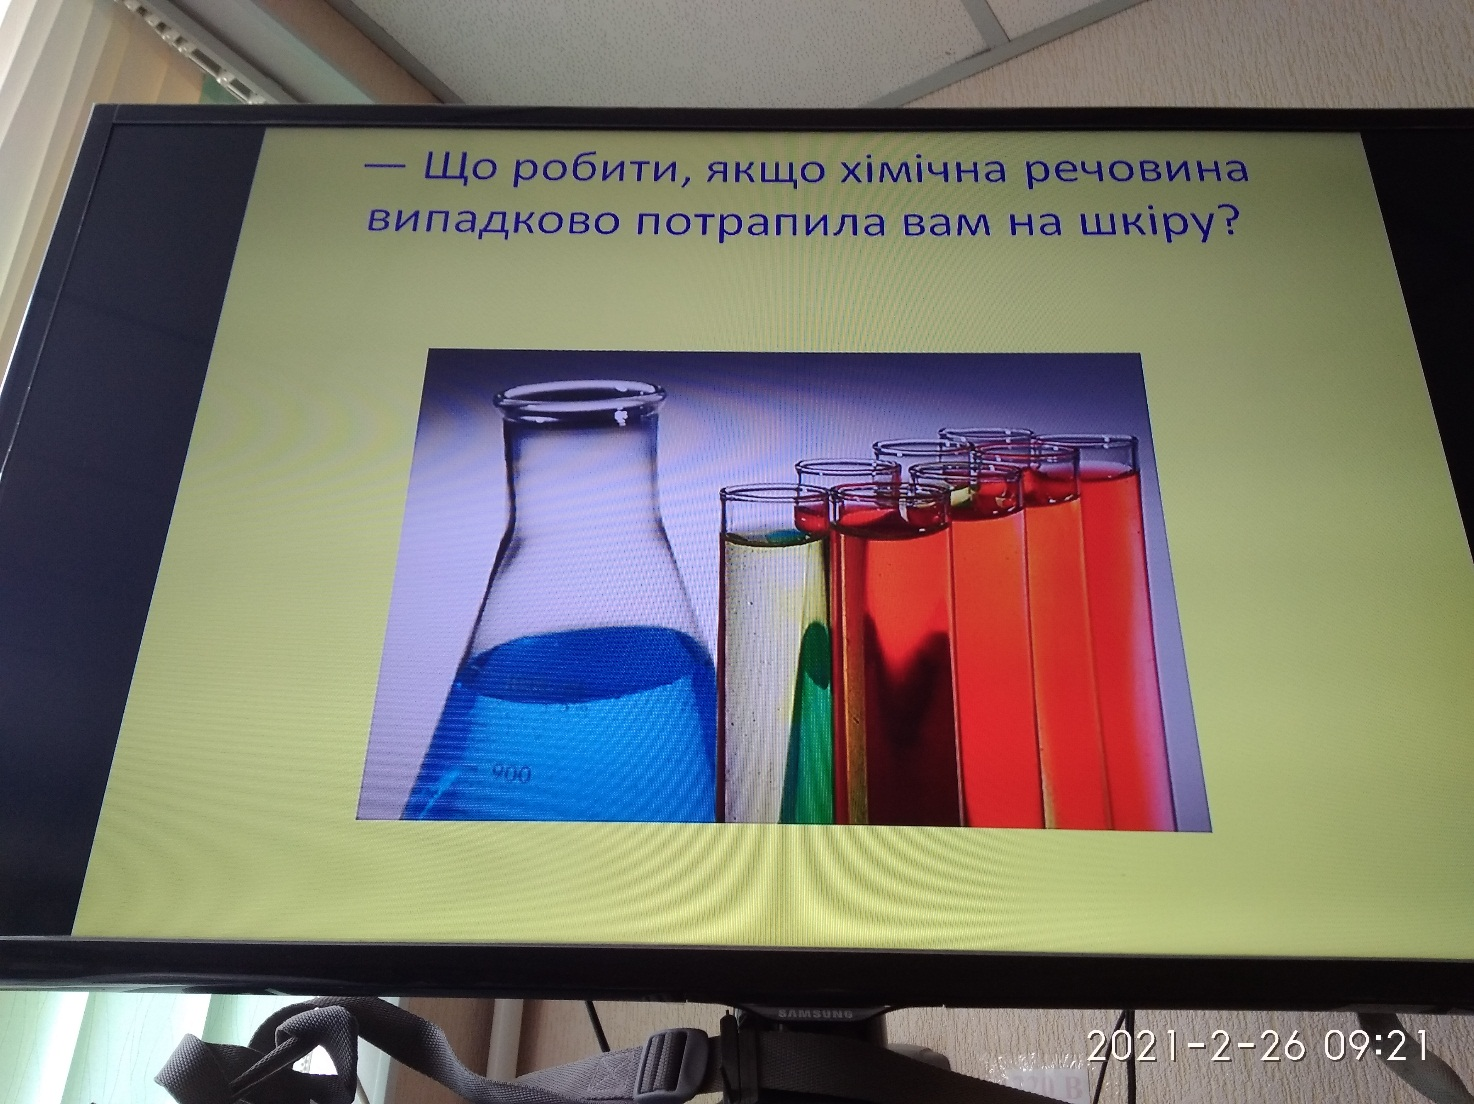 — Що робити, якщо хімічна речовина
випадково потрапила вам на шкіру?
900
SAMSUNG
2021-2-26 09:21